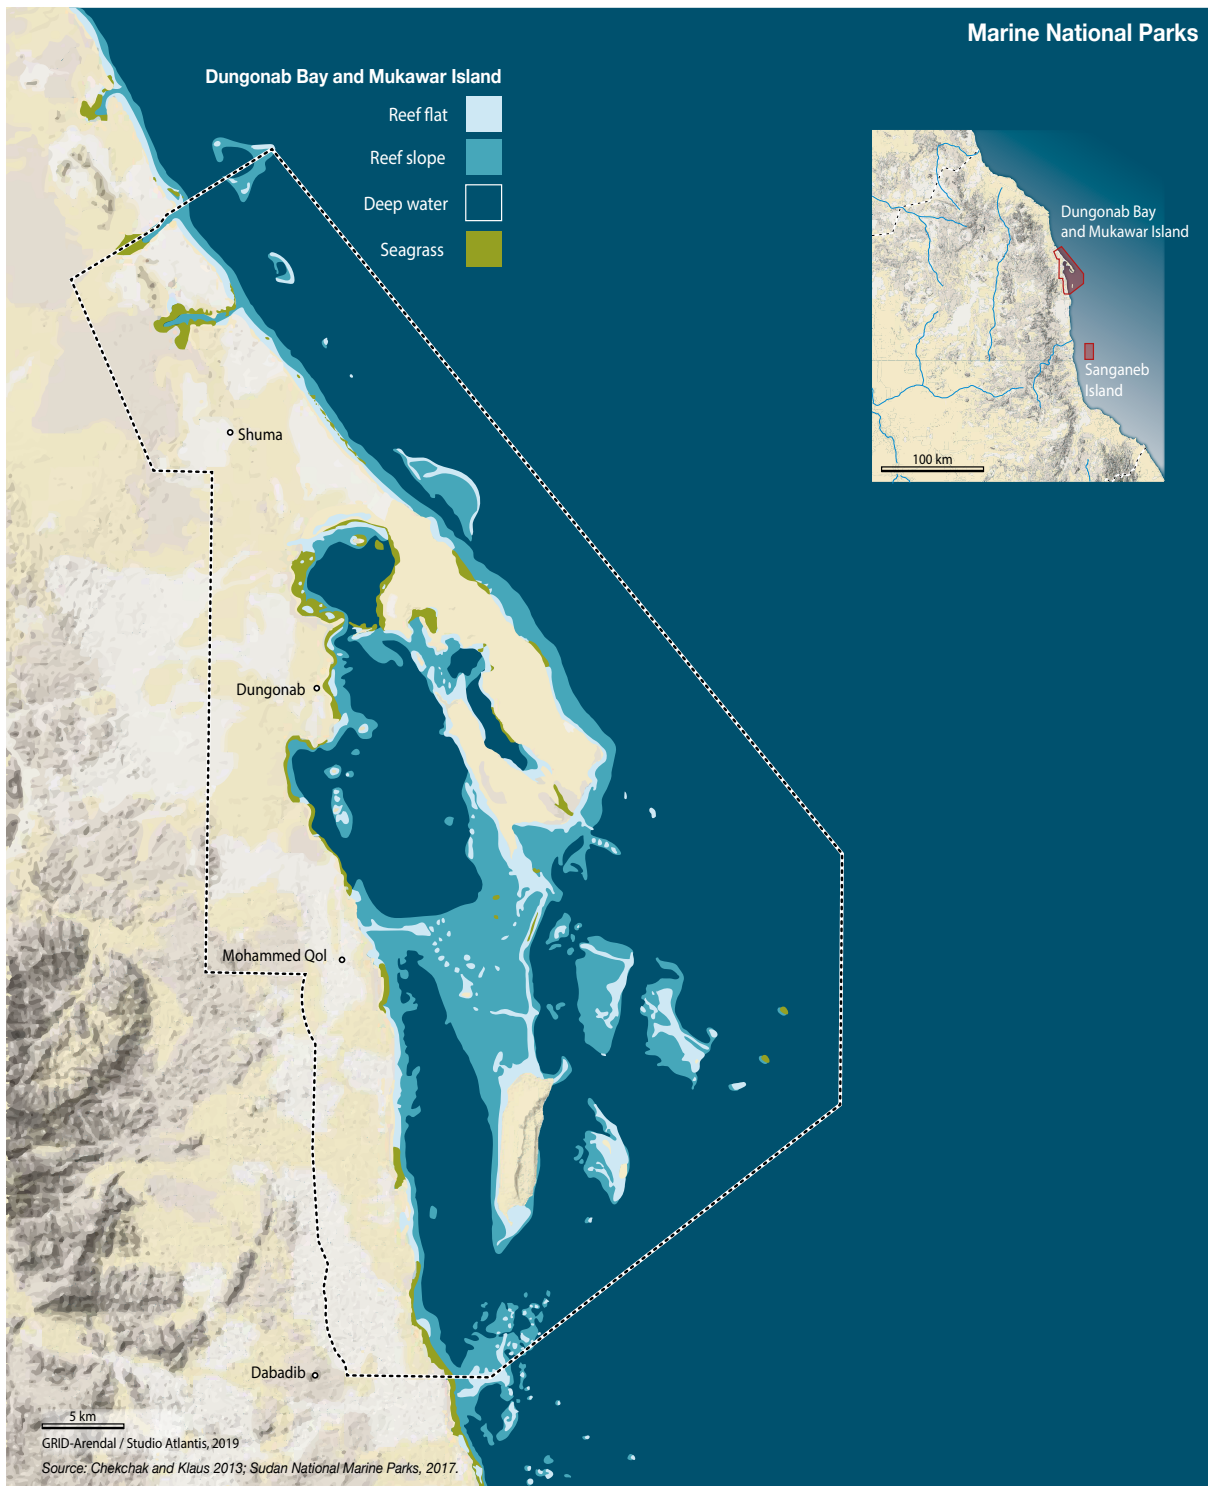 Marine National Parks
Dungonab Bay and Mukawar Island
Reef flat
Reef slope
Deep water
Seagrass
Dungonab Bay
and Mukawar Island
Sanganeb
Island
100 km
Shuma
Dungonab
Mohammed Qol
Dabadib
5 km
GRID-Arendal / Studio Atlantis, 2019
Source: Chekchak and Klaus 2013; Sudan National Marine Parks, 2017.